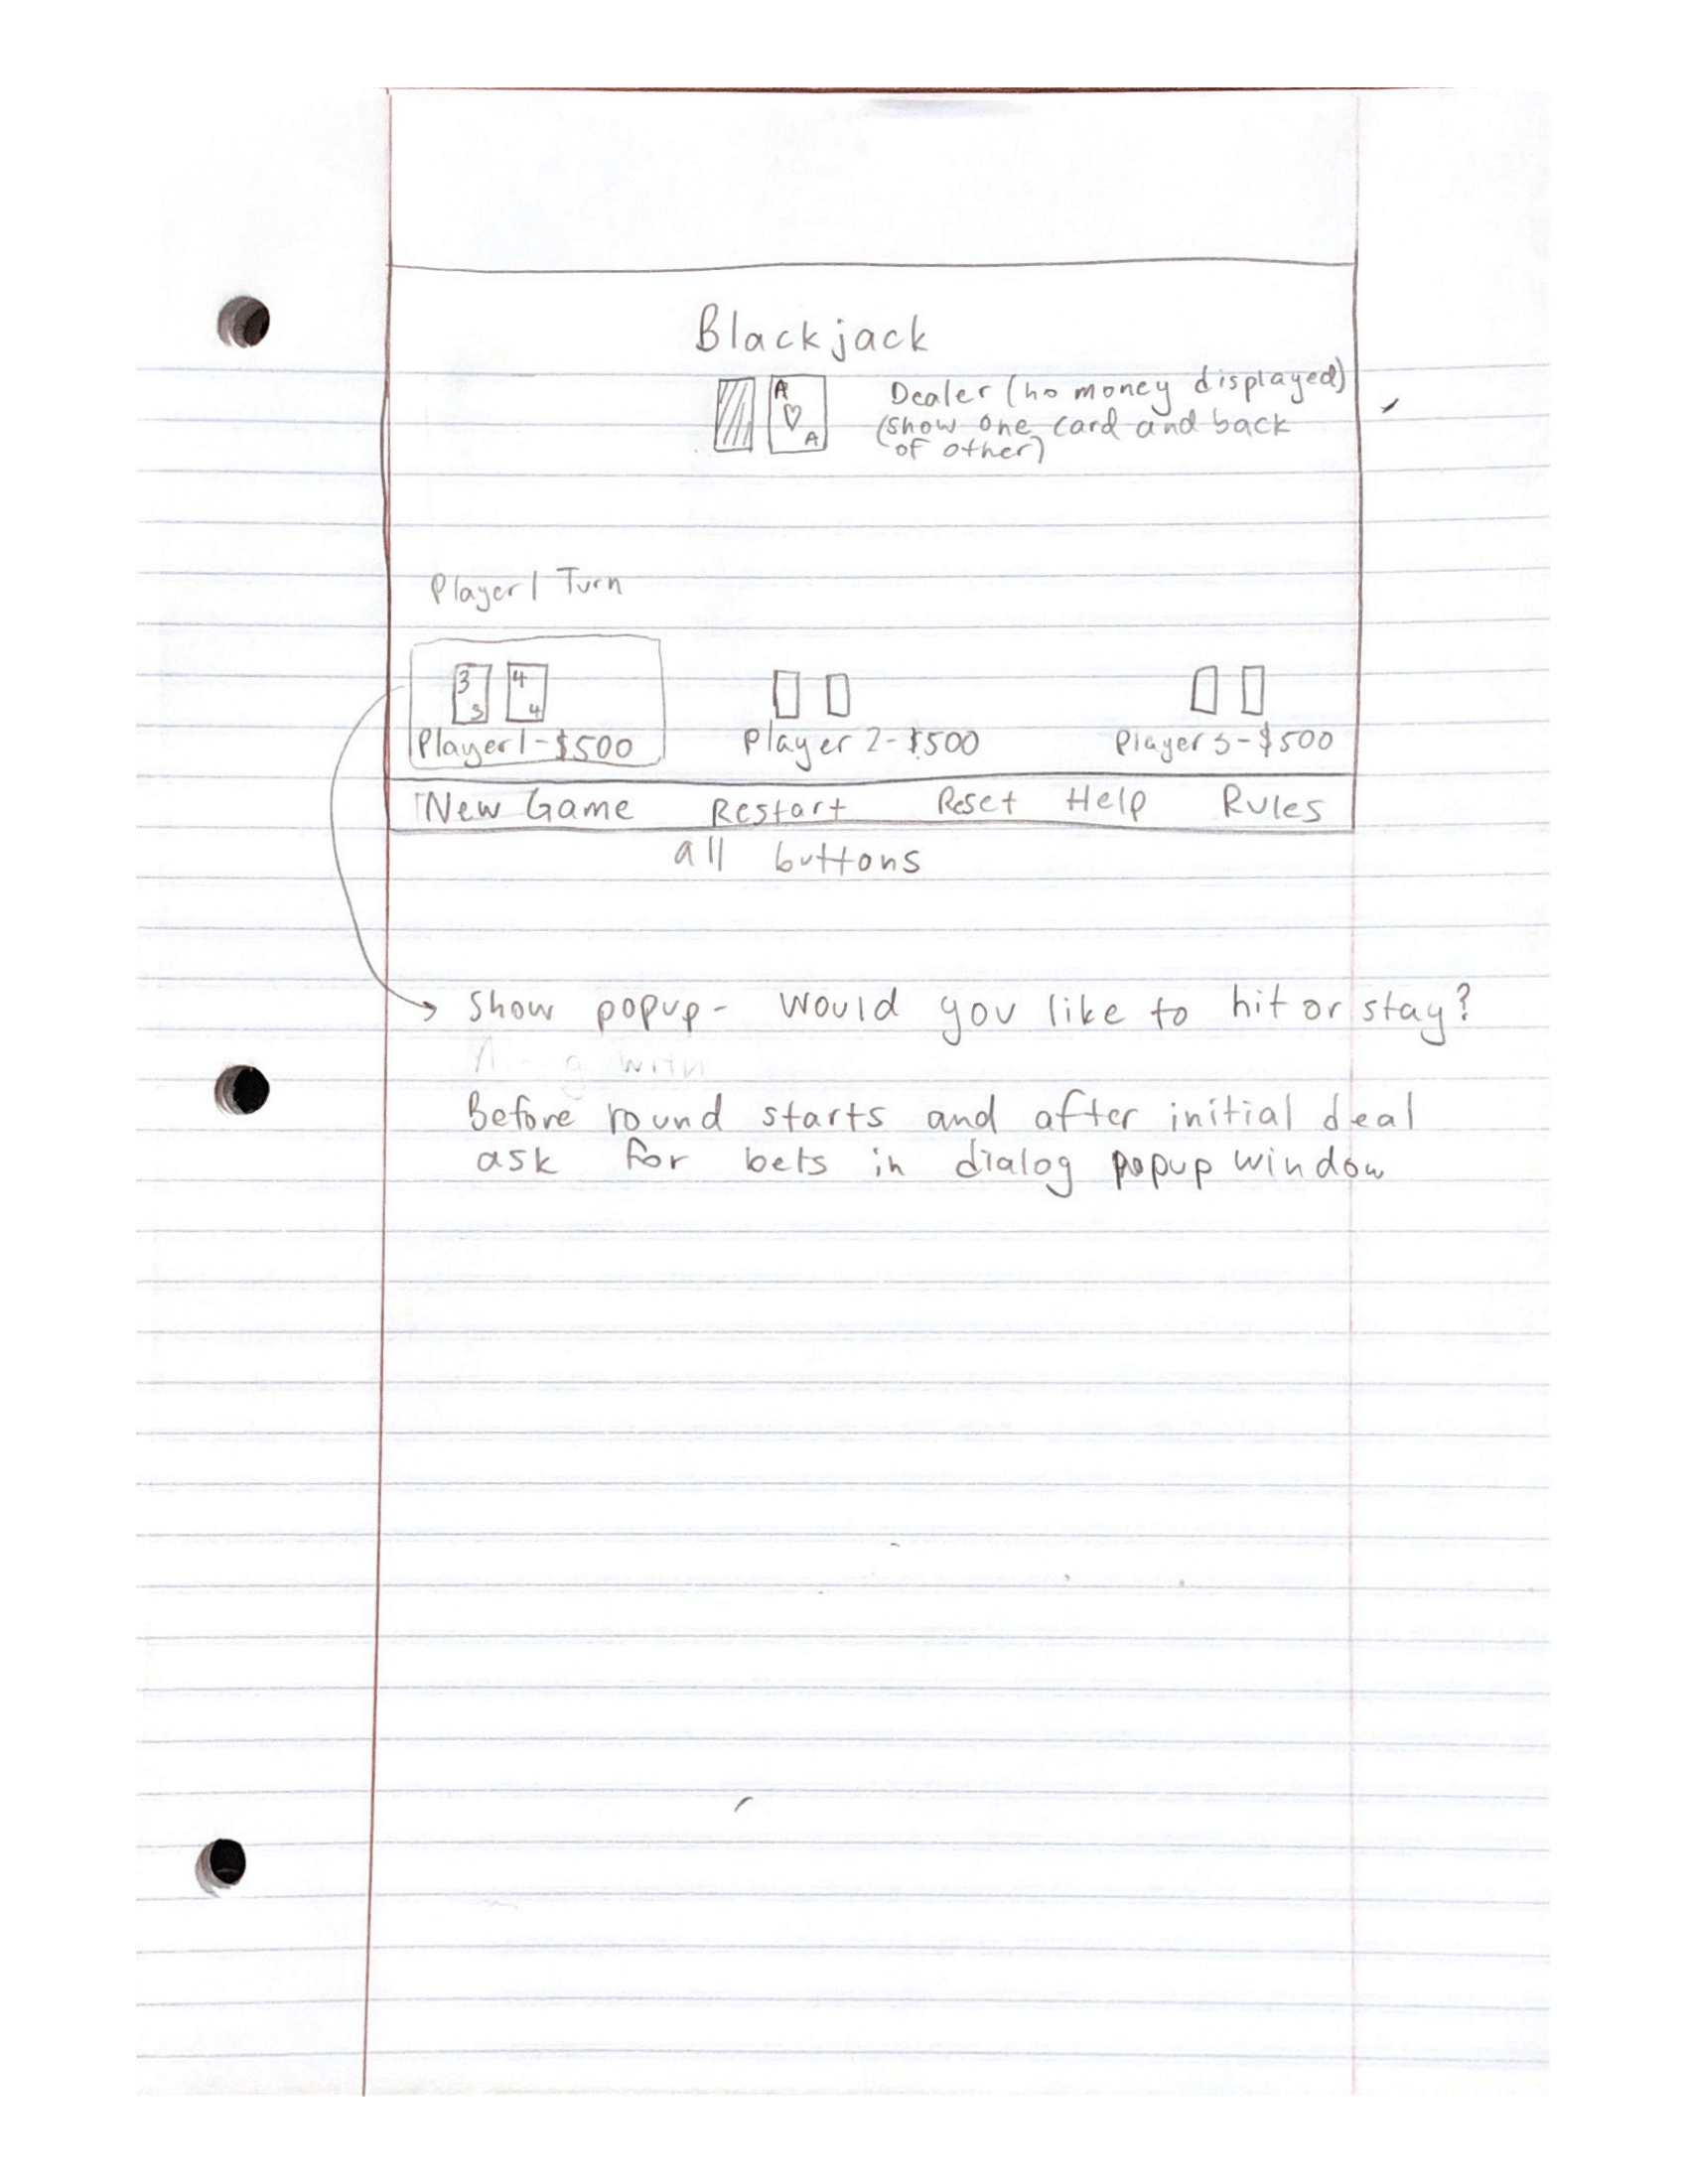 Blackjack
A
♡
A
Dealer (no money displayed)
(show one card and back
of other)
Player 1 Turn
3 4
3 4
Player 1 - $500
Player 2 - $500
Player 3 - $500
New Game Restart Reset Help Rules
all buttons
Show popup - Would you like to hit or stay?
with
Before round starts and after initial deal
ask for bets in dialog popup window